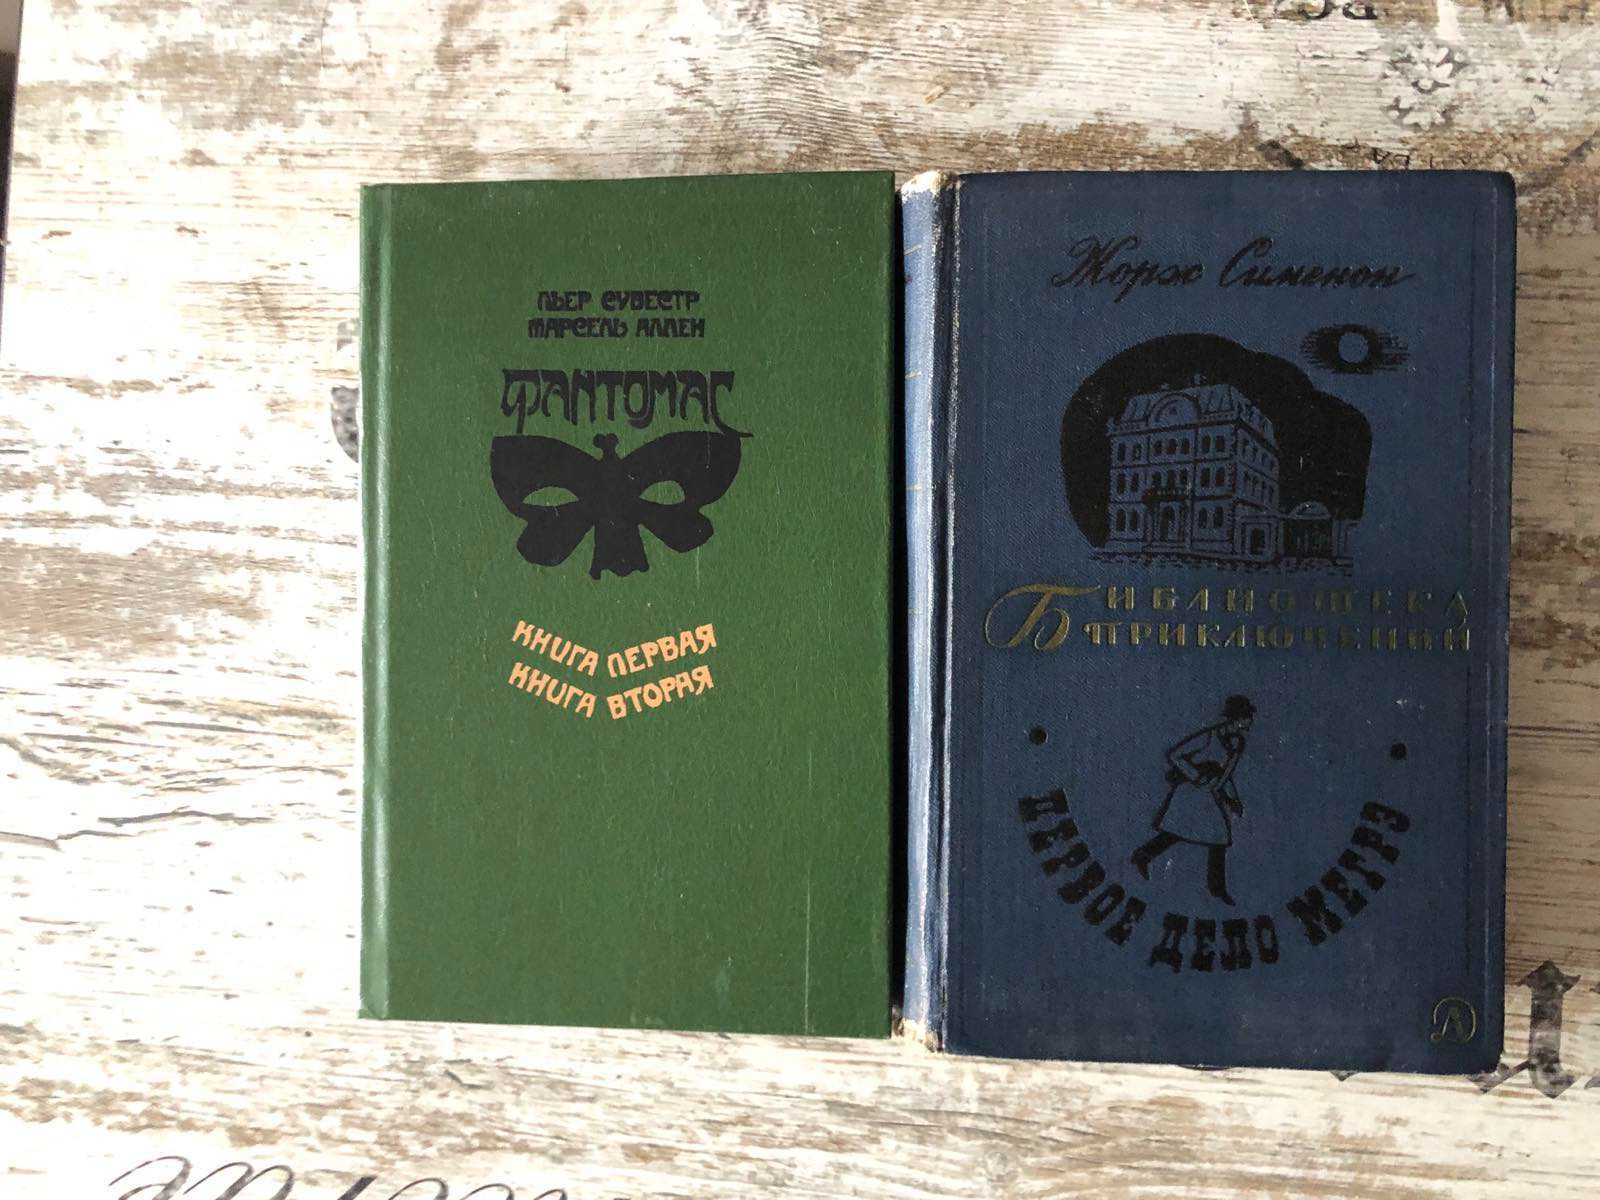 Пьер Сувестр
Марсель Аллен
Фантомас
Книга первая
Книга вторая
Жорж Сименон
Библиотека
приключений
Первое дело Мегрэ